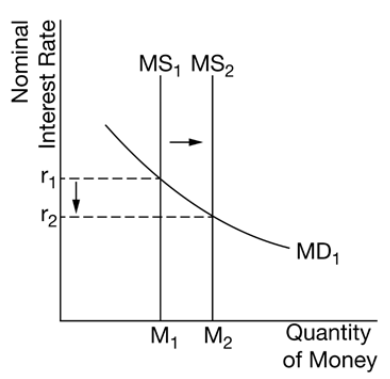 Nominal
Interest Rate
MS₁ MS₂
r₁
r₂
MD₁
M₁ M₂
Quantity
of Money